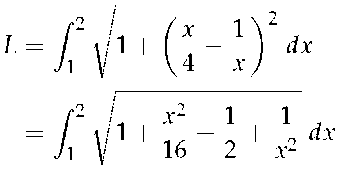 L = ∫₁² √(1 + (x/4 − 1/x)²) dx
= ∫₁² √(1 + x²/16 − 1/2 + 1/x²) dx